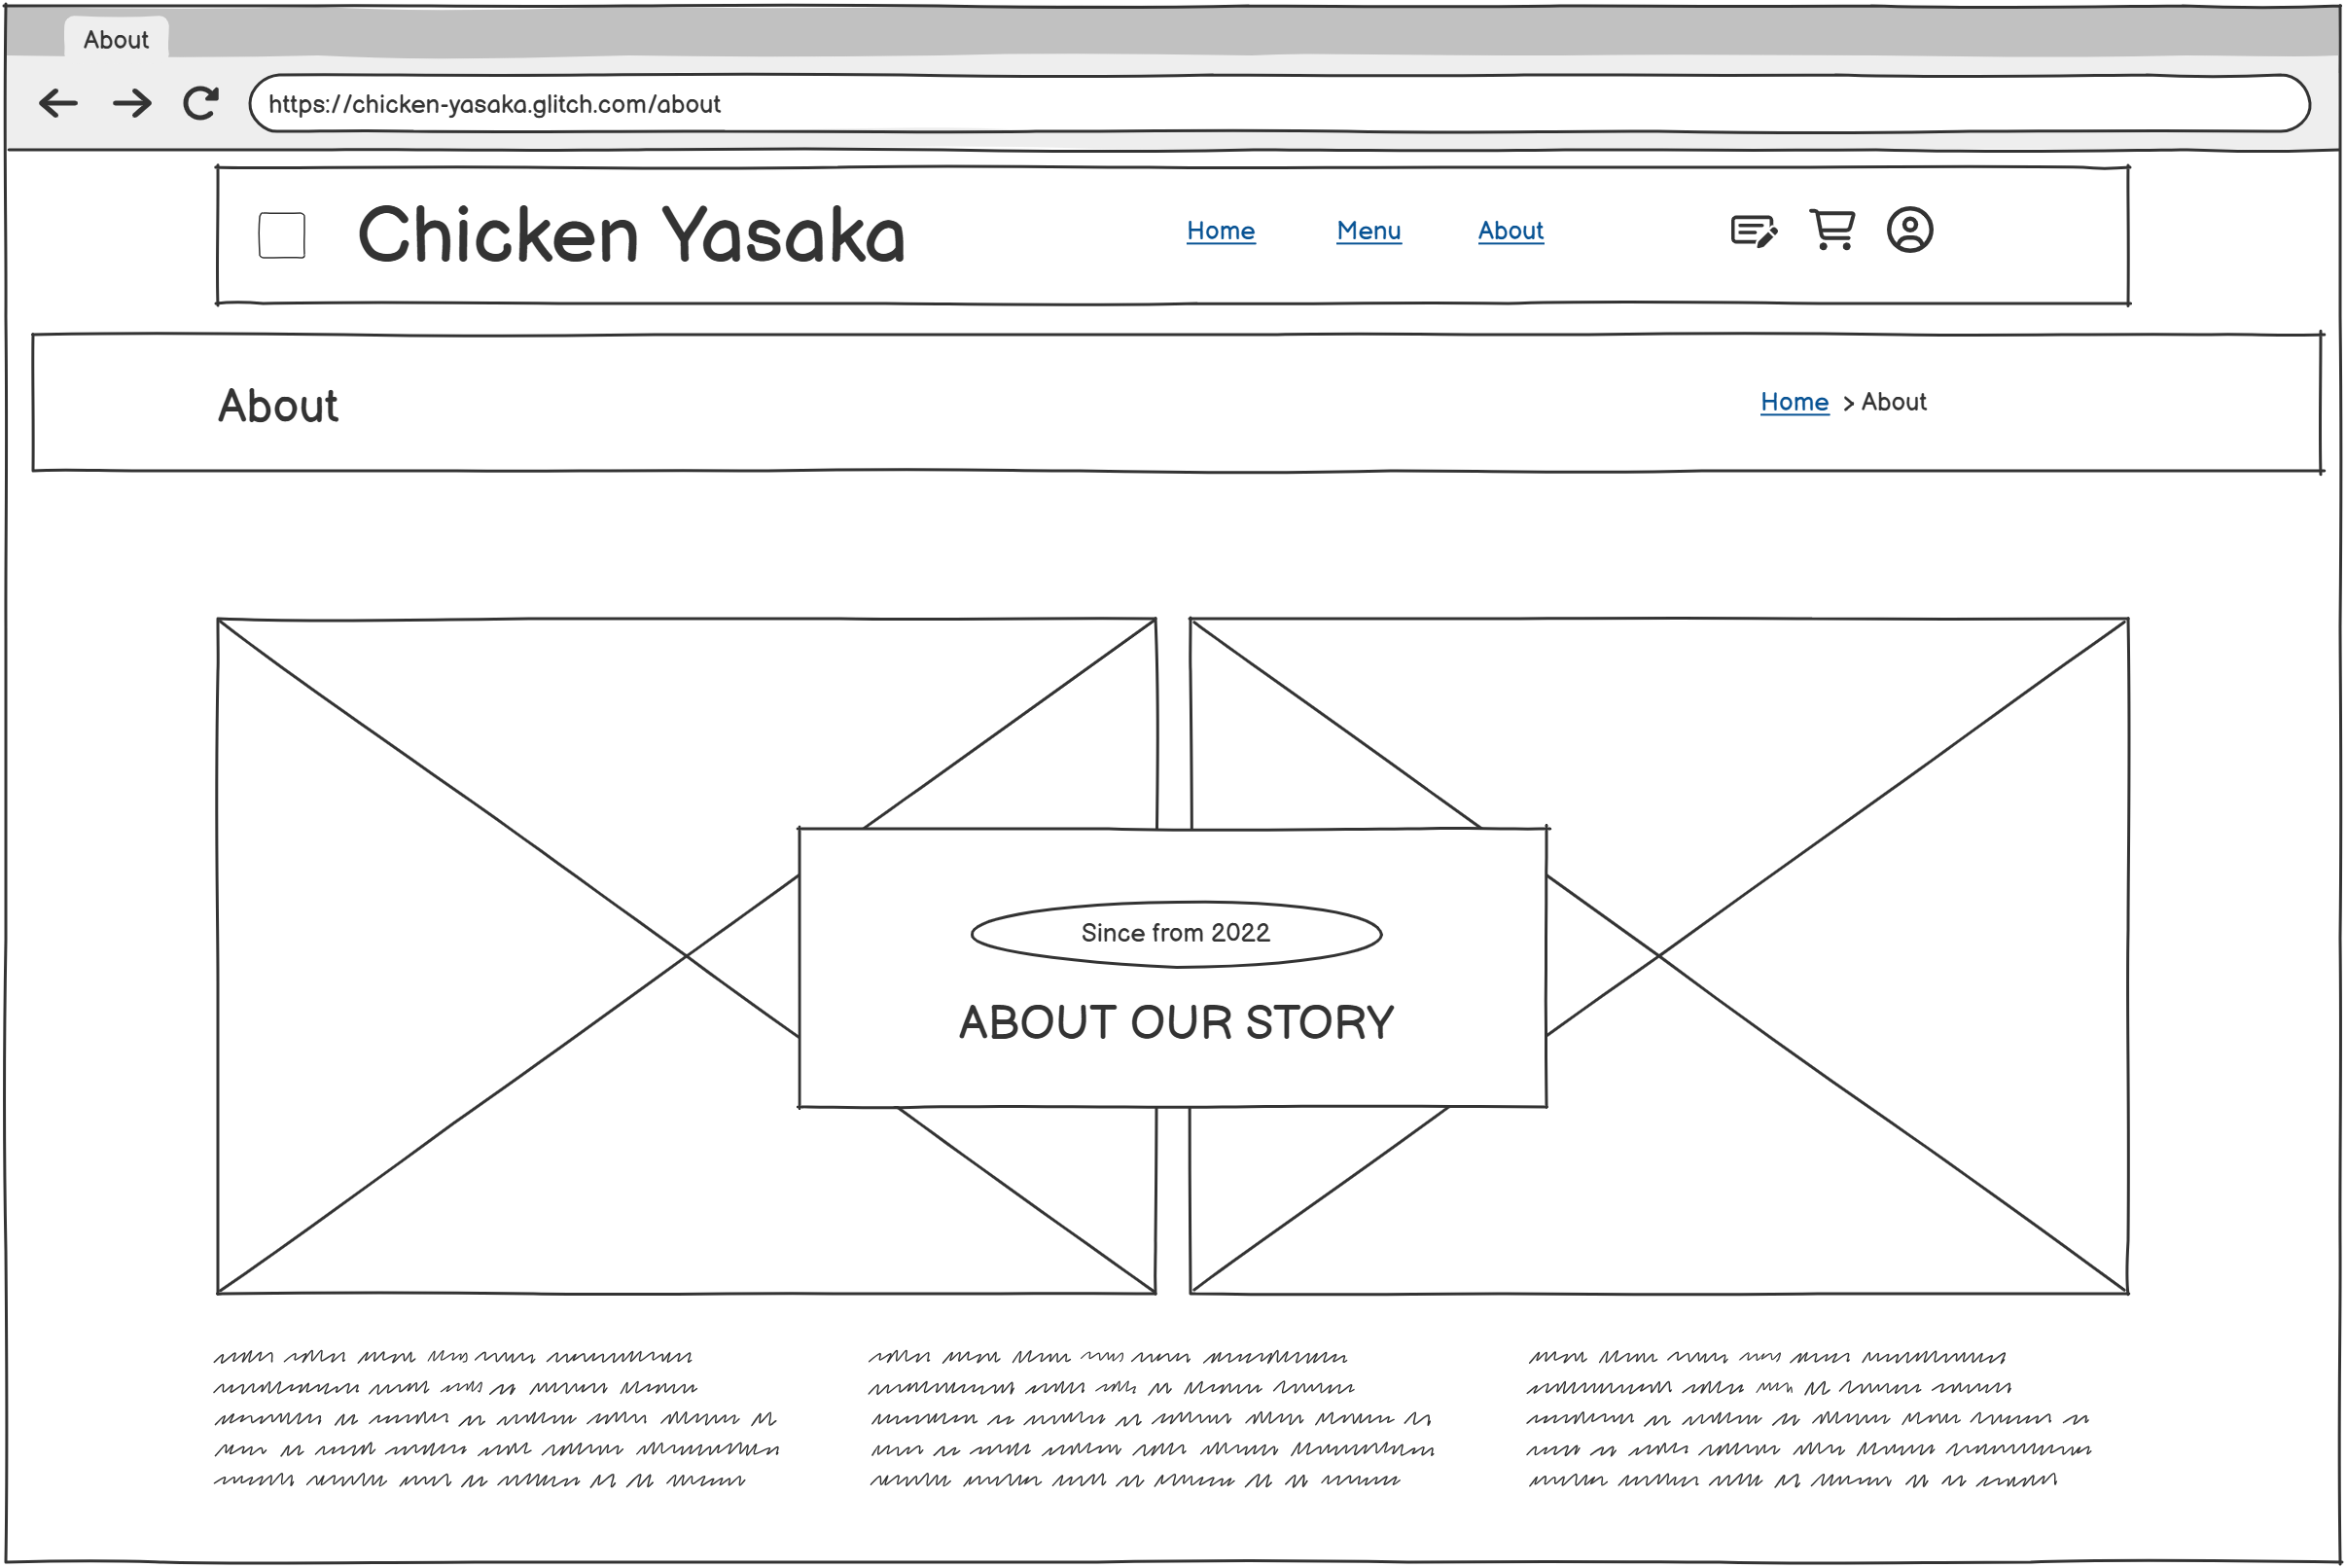 About
https://chicken-yasaka.glitch.com/about
Chicken Yasaka
Home Menu About
About
Home > About
Since from 2022
ABOUT OUR STORY